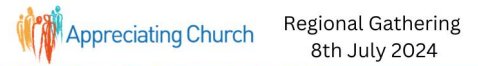 Appreciating Church
Regional Gathering
8th July 2024